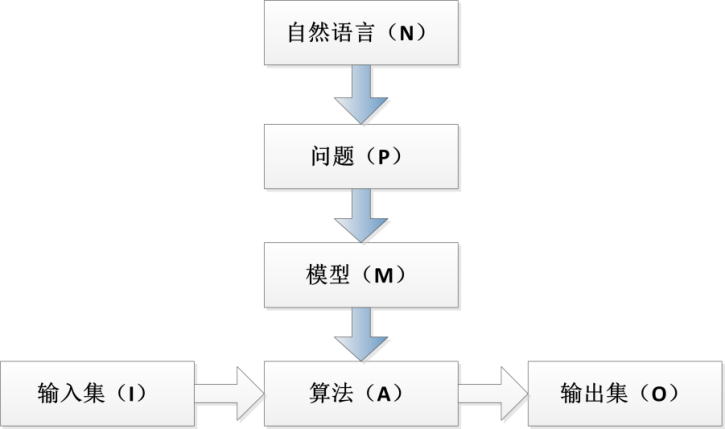 自然语言（N）
问题（P）
模型（M）
输入集（I）
算法（A）
输出集（O）